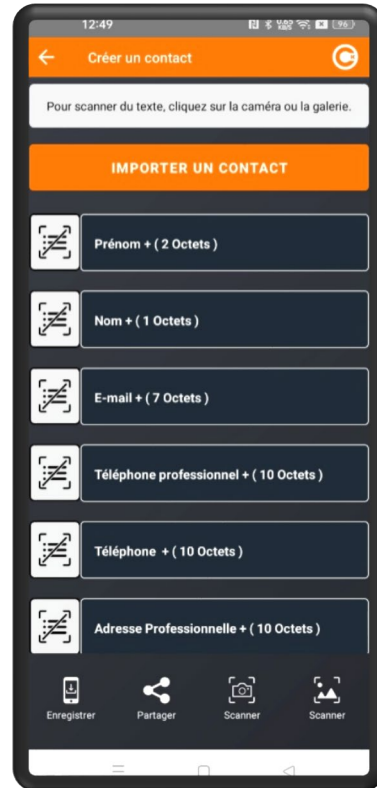 12:49
96
Créer un contact
Pour scanner du texte, cliquez sur la caméra ou la galerie.
IMPORTER UN CONTACT
Prénom + ( 2 Octets )
Nom + ( 1 Octets )
E-mail + ( 7 Octets )
Téléphone professionnel + ( 10 Octets )
Téléphone + ( 10 Octets )
Adresse Professionnelle + ( 10 Octets )
Enregistrer Partager Scanner Scanner